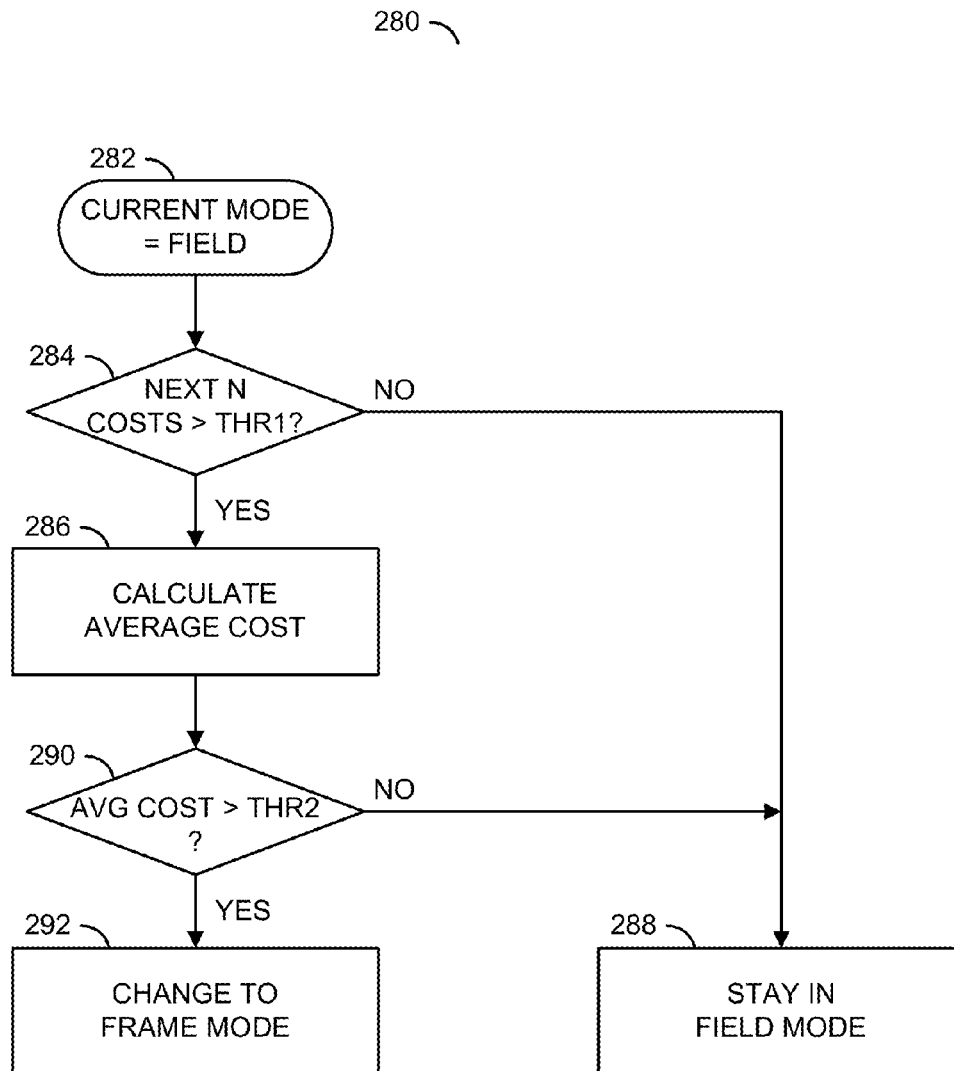 280
282
CURRENT MODE
= FIELD
284
NEXT N
COSTS > THR1?
NO
YES
286
CALCULATE
AVERAGE COST
290
AVG COST > THR2
?
NO
YES
292
CHANGE TO
FRAME MODE
288
STAY IN
FIELD MODE